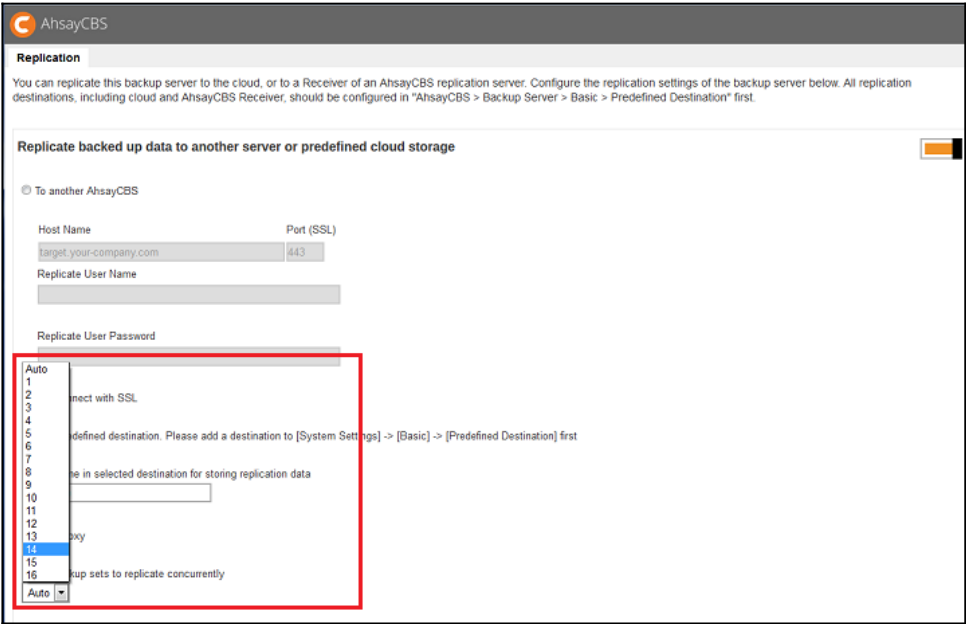 AhsayCBS
Replication
You can replicate this backup server to the cloud, or to a Receiver of an AhsayCBS replication server. Configure the replication settings of the backup server below. All replication
destinations, including cloud and AhsayCBS Receiver, should be configured in "AhsayCBS > Backup Server > Basic > Predefined Destination" first.
Replicate backed up data to another server or predefined cloud storage
To another AhsayCBS
Host Name Port (SSL)
target.your-company.com 443
Replicate User Name
Replicate User Password
Auto
1
2
nnect with SSL
3
4
5
defined destination. Please add a destination to [System Settings] -> [Basic] -> [Predefined Destination] first
6
7
8
me in selected destination for storing replication data
9
10
11
12
13
oxy
14
15
16
kup sets to replicate concurrently
Auto